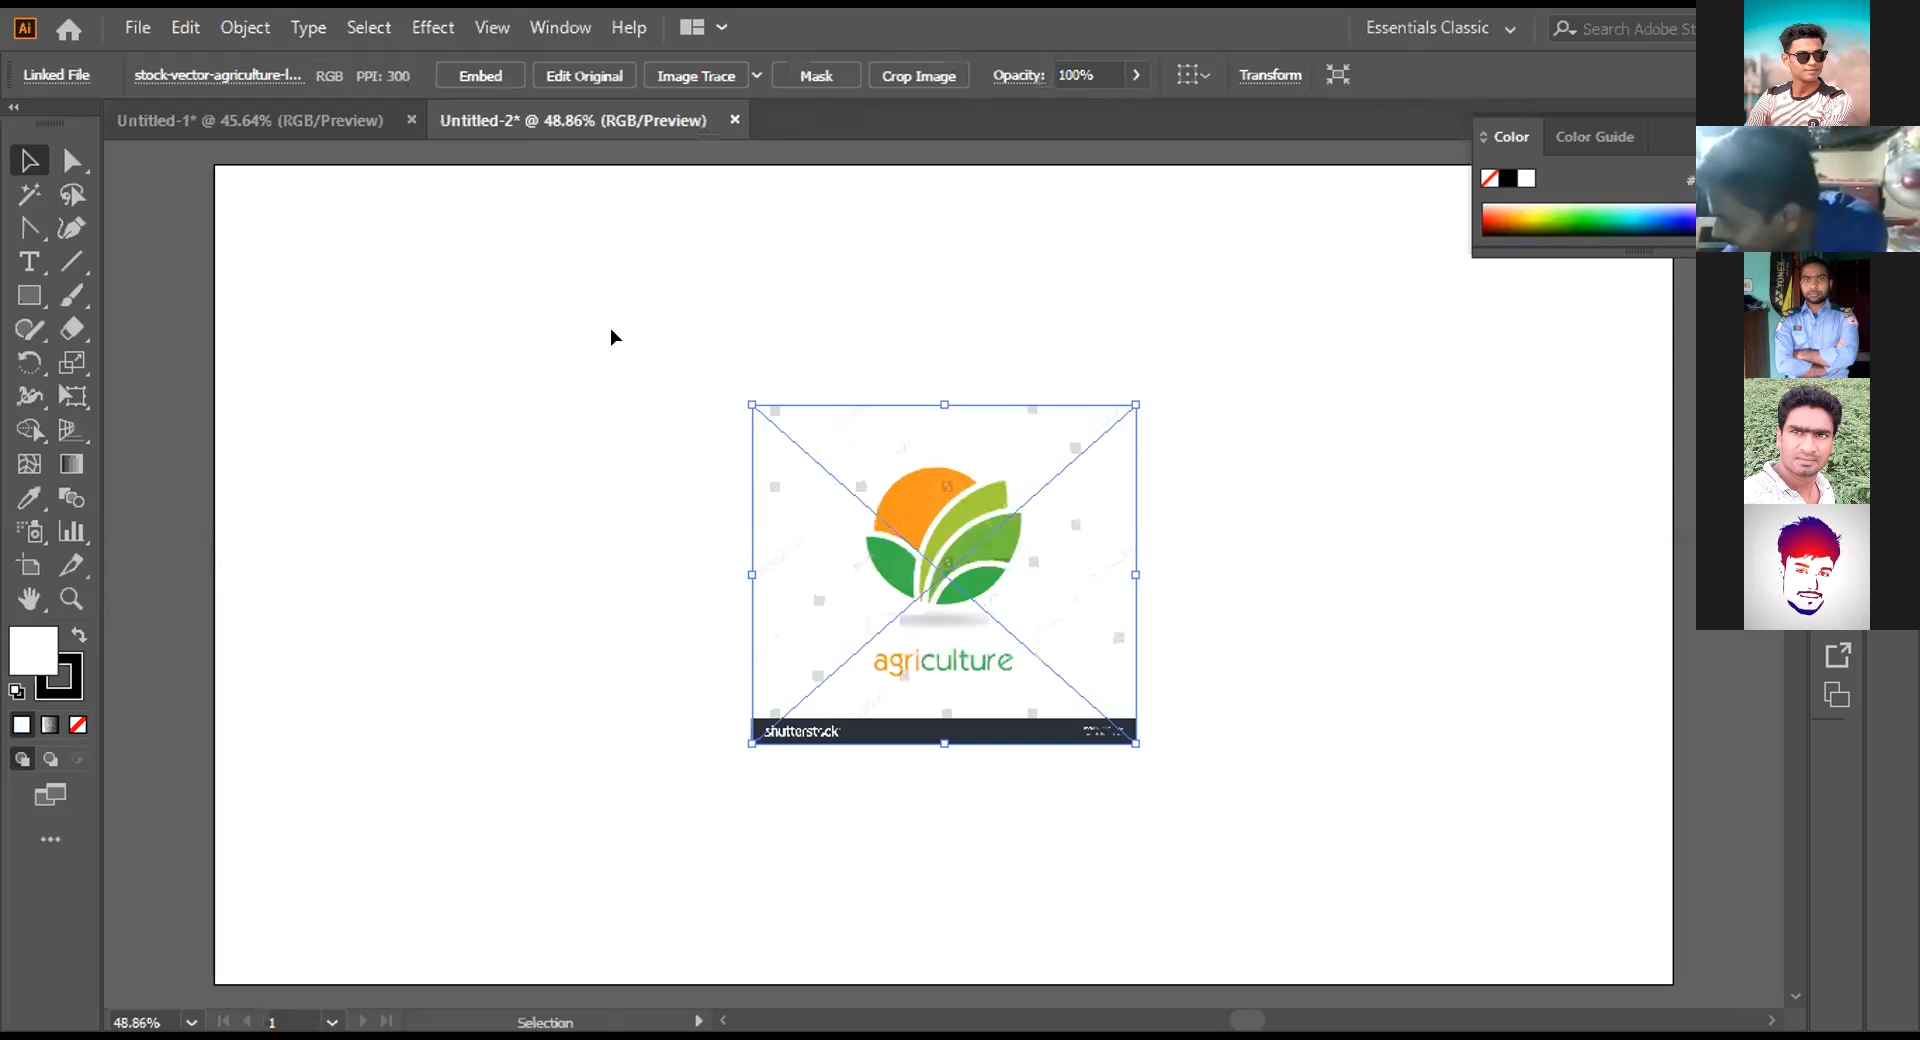 Ai File Edit Object Type Select Effect View Window Help Essentials Classic Search Adobe St
Linked File stock-vector-agriculture-l... RGB PPI: 300 Embed Edit Original Image Trace Mask Crop Image Opacity: 100% Transform
Untitled-1* @ 45.64% (RGB/Preview) × Untitled-2* @ 48.86% (RGB/Preview) ×
Color Color Guide
#
YONEX
agriculture
shutterstock
48.86% 1 Selection